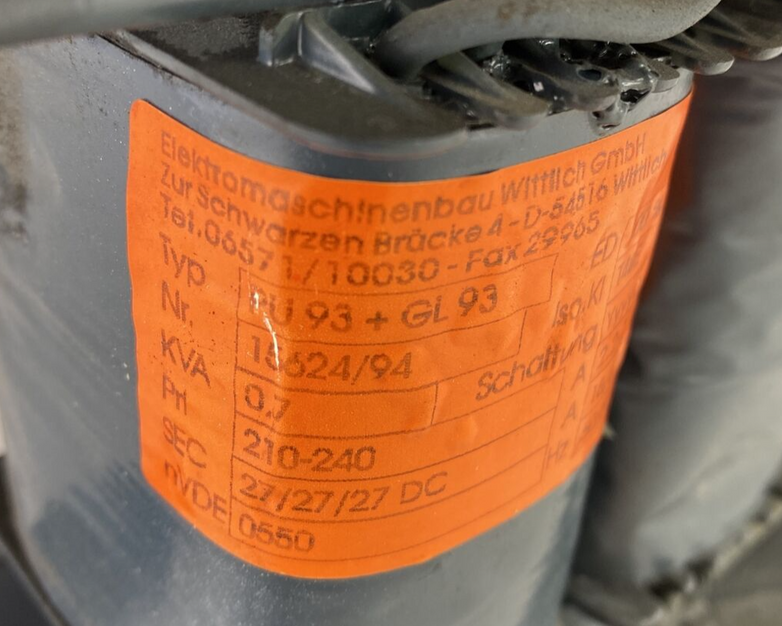 Elektromaschinenbau Wittlich GmbH
Zur Schwarzen Brücke 4 - D-54516 Wittlich
Tel. 06571/10030 - Fax 29965
Typ PU 93 + GL 93 ED
Nr. 15624/94 Iso.Kl
KVA 0,7 Schaltung
Pri 210-240 A
SEC 27/27/27 DC A
nVDE 0550 Hz